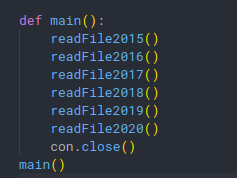 def main():
    readFile2015()
    readFile2016()
    readFile2017()
    readFile2018()
    readFile2019()
    readFile2020()
    con.close()
main()